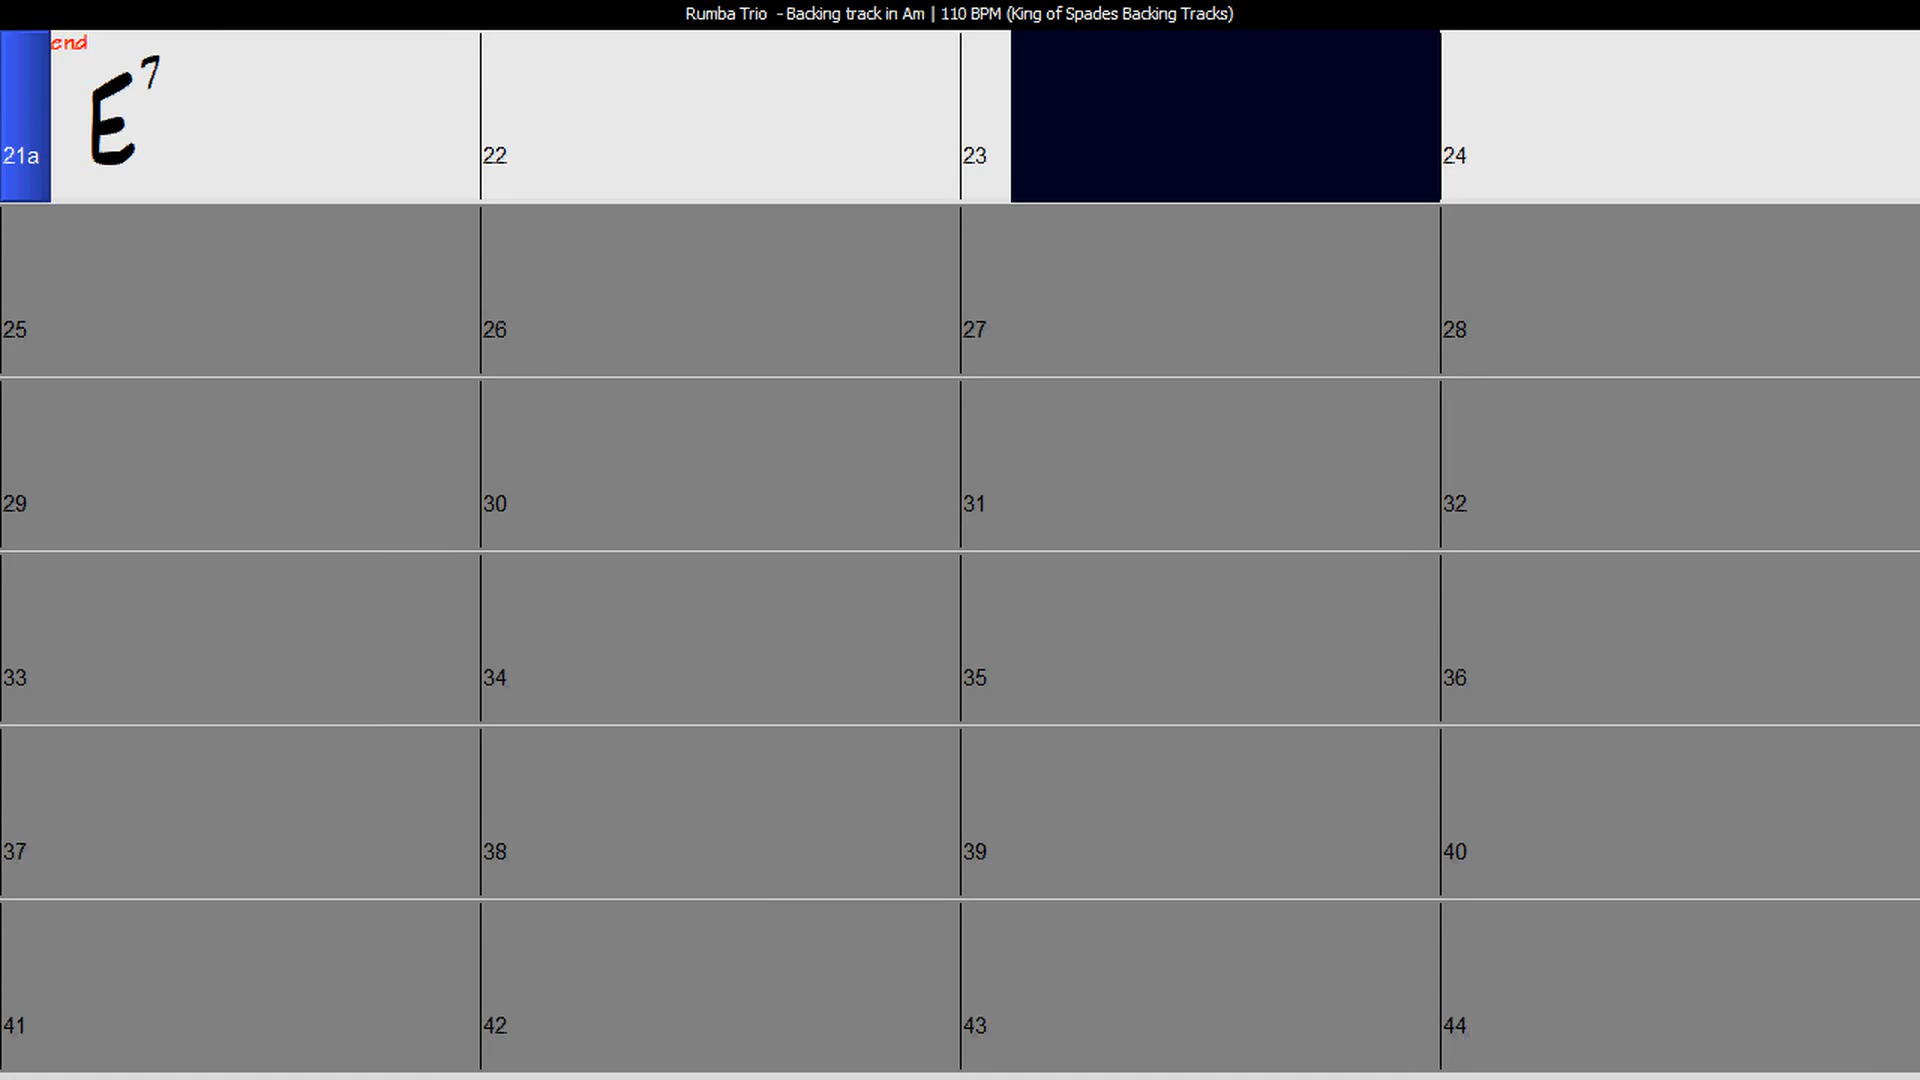 Rumba Trio  - Backing track in Am | 110 BPM (King of Spades Backing Tracks)
end
E7
21a 22 23 24
25 26 27 28
29 30 31 32
33 34 35 36
37 38 39 40
41 42 43 44